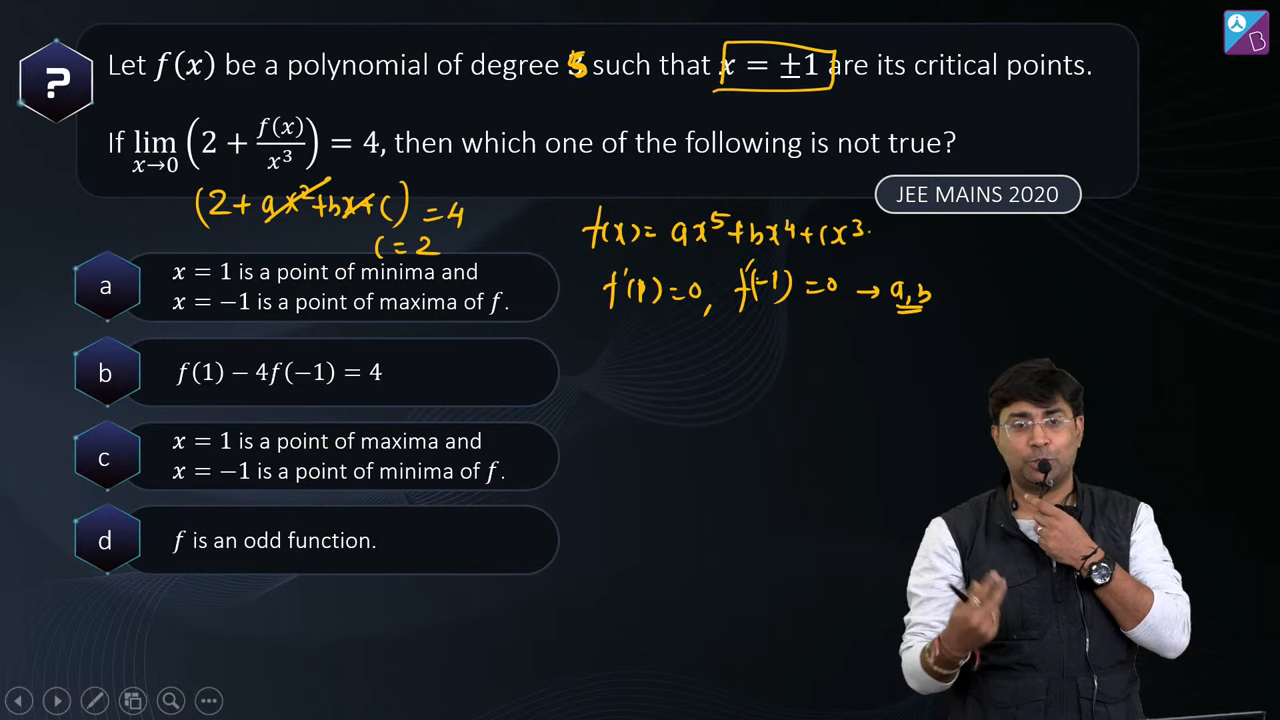 ?
Let f(x) be a polynomial of degree 5 such that x = ±1 are its critical points.
If lim x→0 (2 + f(x)/x³) = 4, then which one of the following is not true?
JEE MAINS 2020
(2 + ax² + bx + c) = 4
c = 2
f(x) = ax⁵ + bx⁴ + cx³.
f'(1) = 0, f'(-1) = 0 → a, b
a
x = 1 is a point of minima and
x = −1 is a point of maxima of f.
b
f(1) − 4f(−1) = 4
c
x = 1 is a point of maxima and
x = −1 is a point of minima of f.
d
f is an odd function.
B